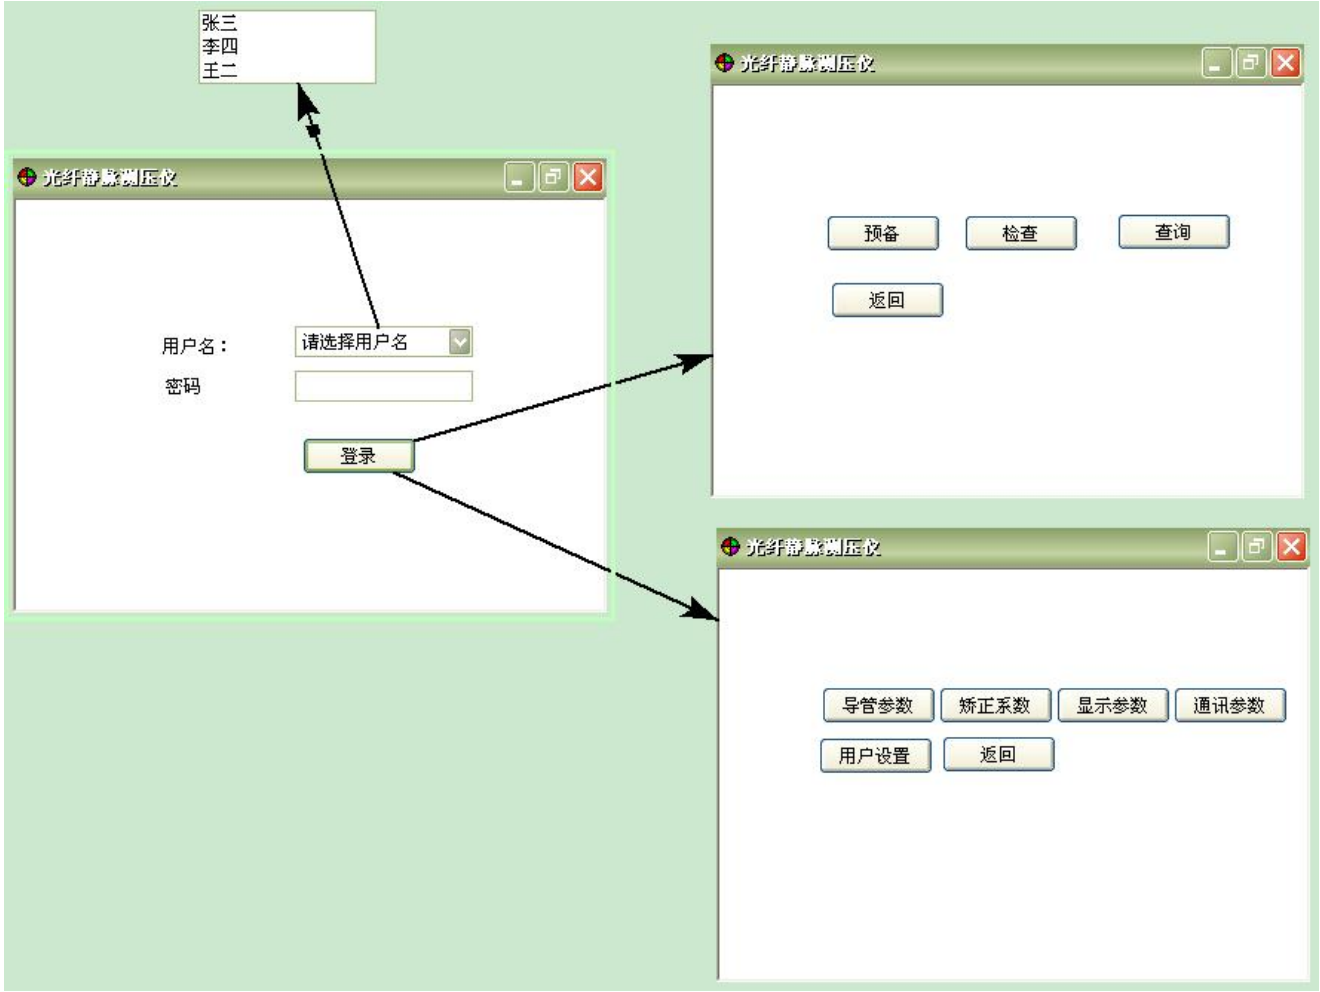 张三
李四
王二
光纤静脉测压仪
用户名：
请选择用户名
密码
登录
光纤静脉测压仪
预备
检查
查询
返回
光纤静脉测压仪
导管参数
矫正系数
显示参数
通讯参数
用户设置
返回